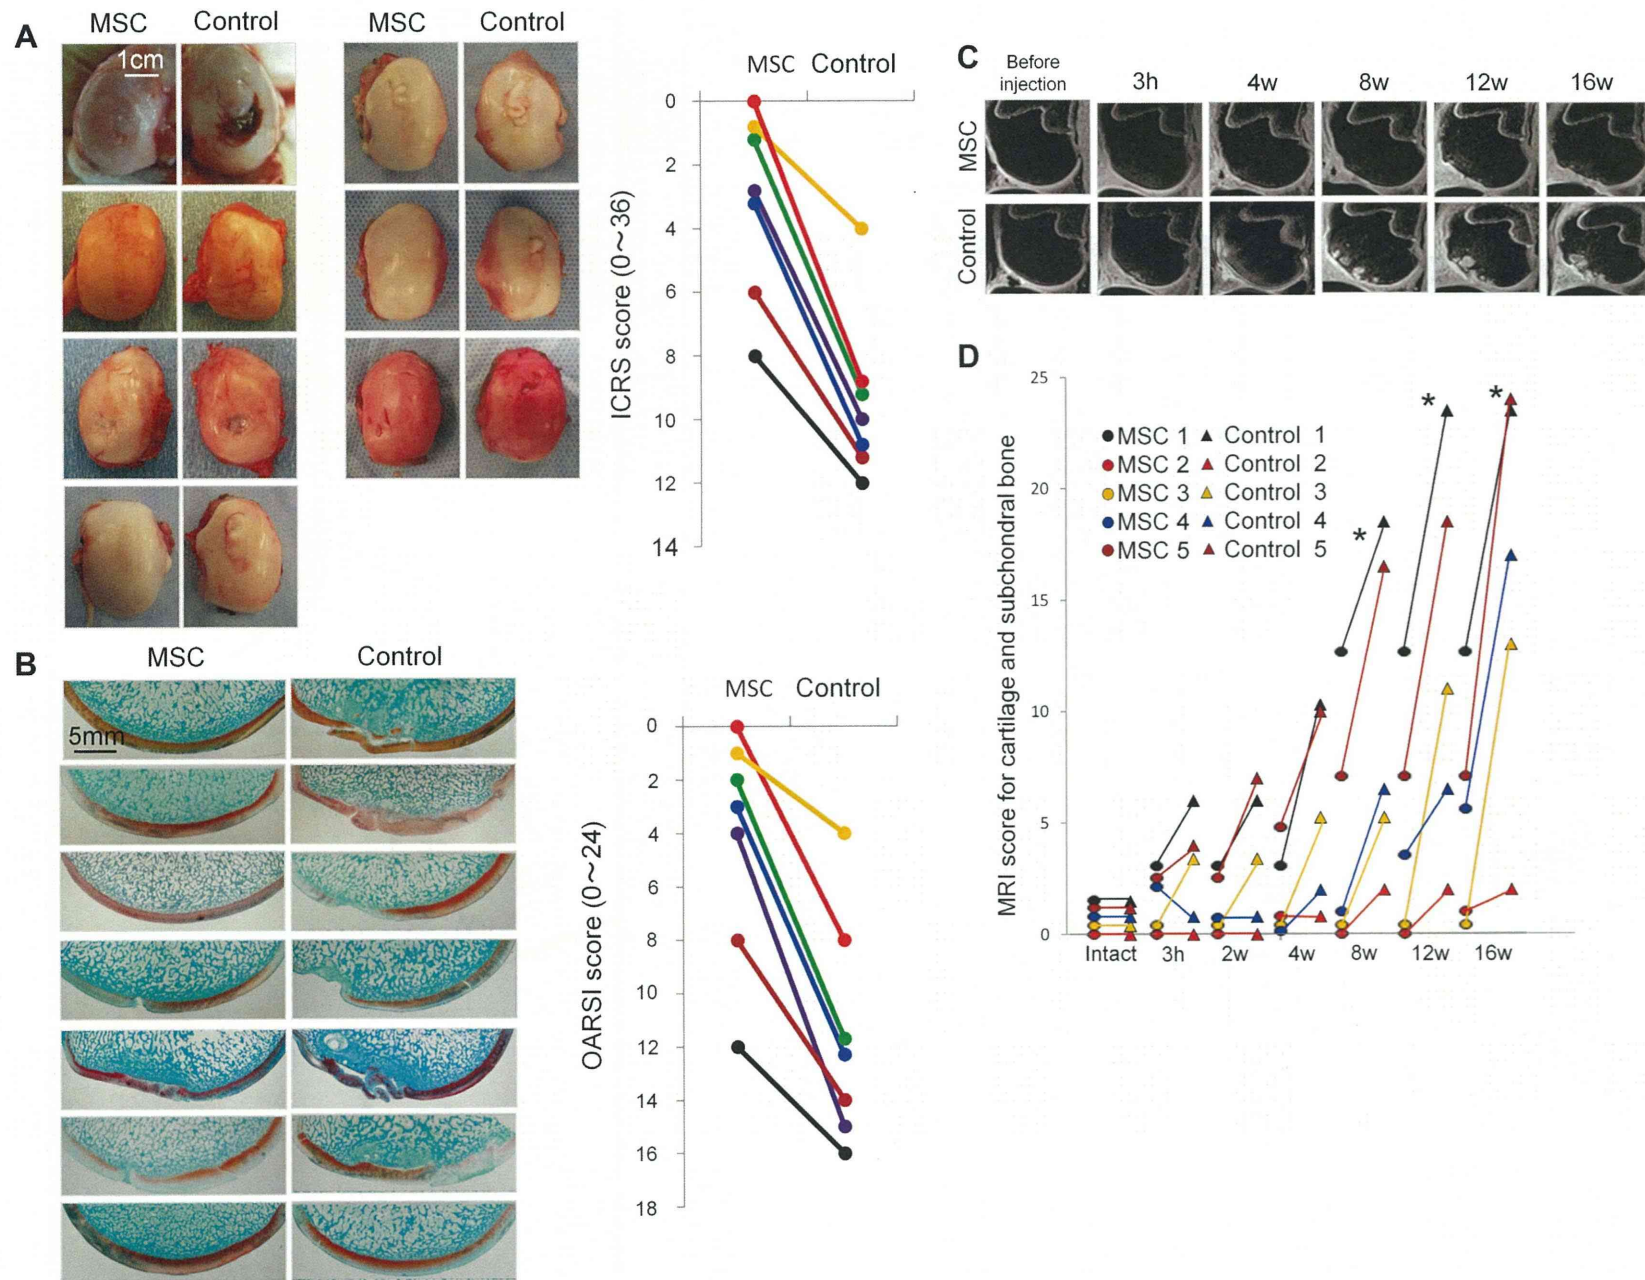 A
MSC Control
1cm
MSC Control
MSC Control
ICRS score (0～36)
0
2
4
6
8
10
12
14
B
MSC Control
5mm
MSC Control
OARSI score (0～24)
0
2
4
6
8
10
12
14
16
18
C
Before injection 3h 4w 8w 12w 16w
MSC
Control
D
MRI score for cartilage and subchondral bone
25
20
15
10
5
0
MSC 1 Control 1
MSC 2 Control 2
MSC 3 Control 3
MSC 4 Control 4
MSC 5 Control 5
* * *
Intact 3h 2w 4w 8w 12w 16w